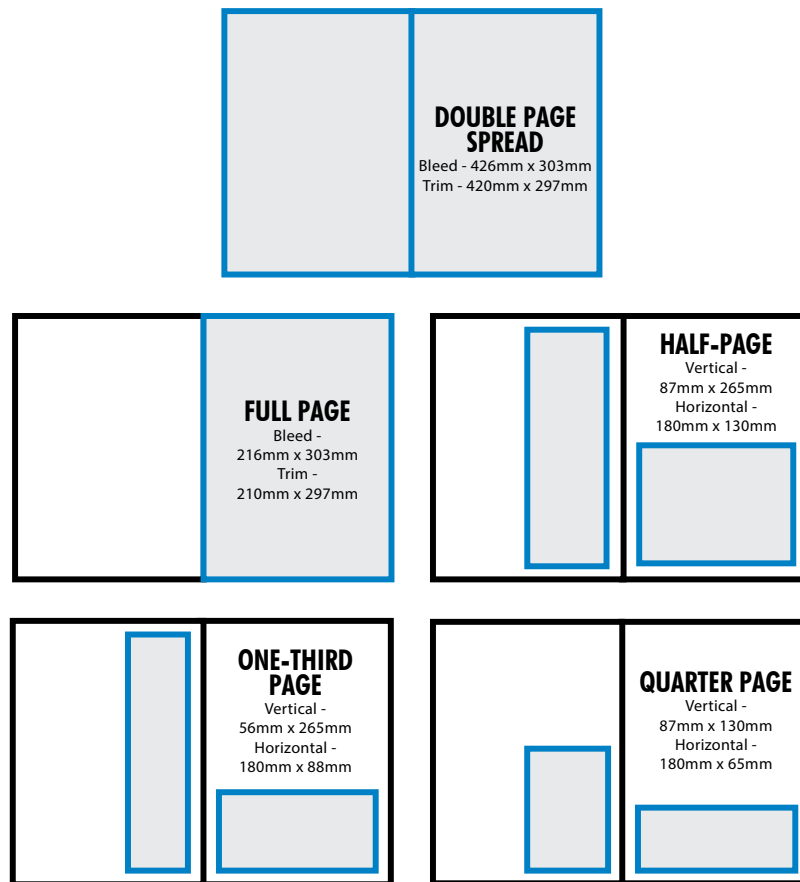 DOUBLE PAGE
SPREAD
Bleed - 426mm x 303mm
Trim - 420mm x 297mm
FULL PAGE
Bleed -
216mm x 303mm
Trim -
210mm x 297mm
HALF-PAGE
Vertical -
87mm x 265mm
Horizontal -
180mm x 130mm
ONE-THIRD
PAGE
Vertical -
56mm x 265mm
Horizontal -
180mm x 88mm
QUARTER PAGE
Vertical -
87mm x 130mm
Horizontal -
180mm x 65mm